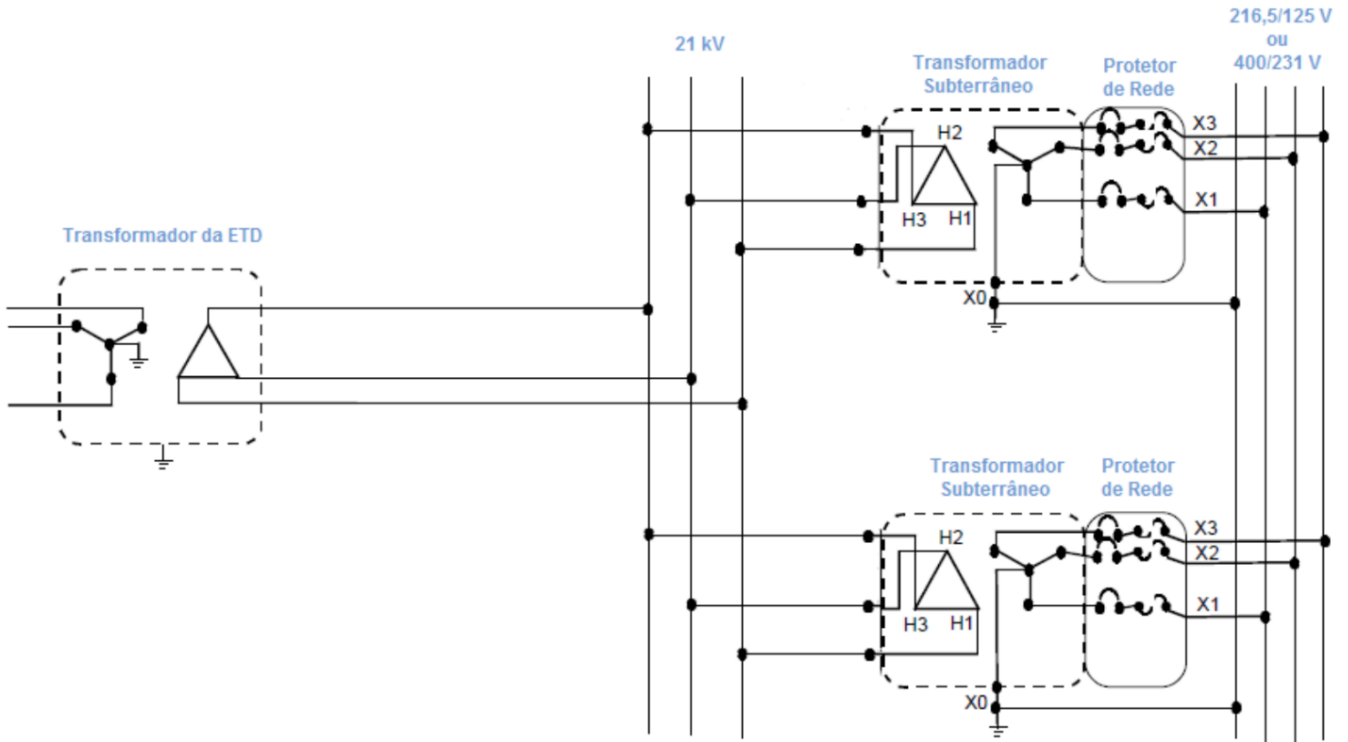 216,5/125 V
ou
400/231 V
21 kV
Transformador
Subterrâneo
Protetor
de Rede
X3
H2
X2
X1
H3
H1
Transformador da ETD
X0
Transformador
Subterrâneo
Protetor
de Rede
X3
H2
X2
X1
H3
H1
X0